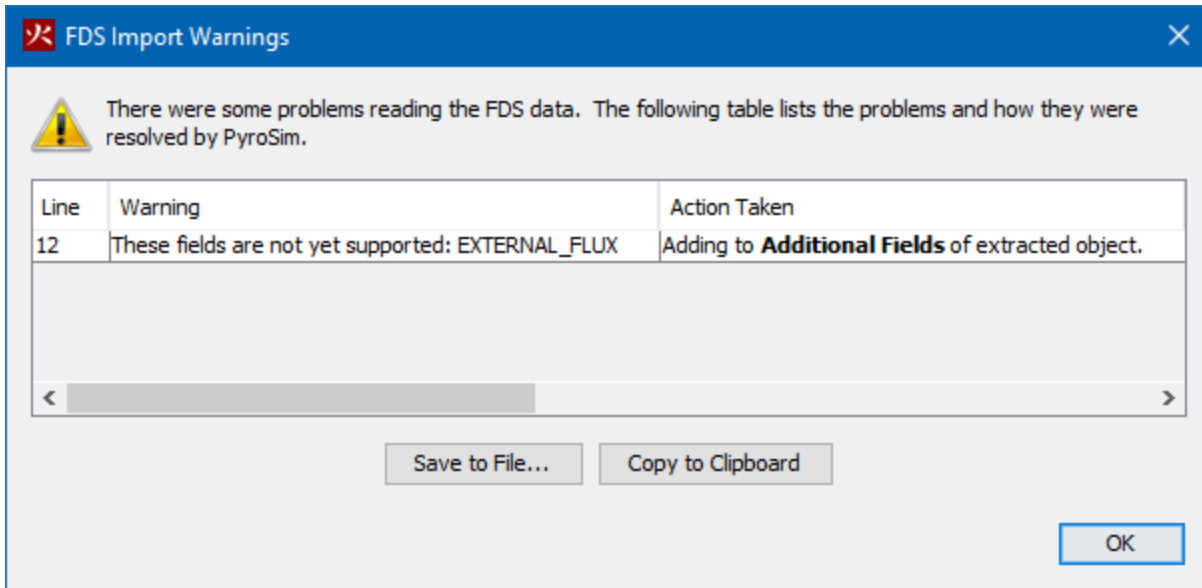 FDS Import Warnings
There were some problems reading the FDS data.  The following table lists the problems and how they were
resolved by PyroSim.
Line Warning Action Taken
12 These fields are not yet supported: EXTERNAL_FLUX Adding to Additional Fields of extracted object.
Save to File... Copy to Clipboard
OK